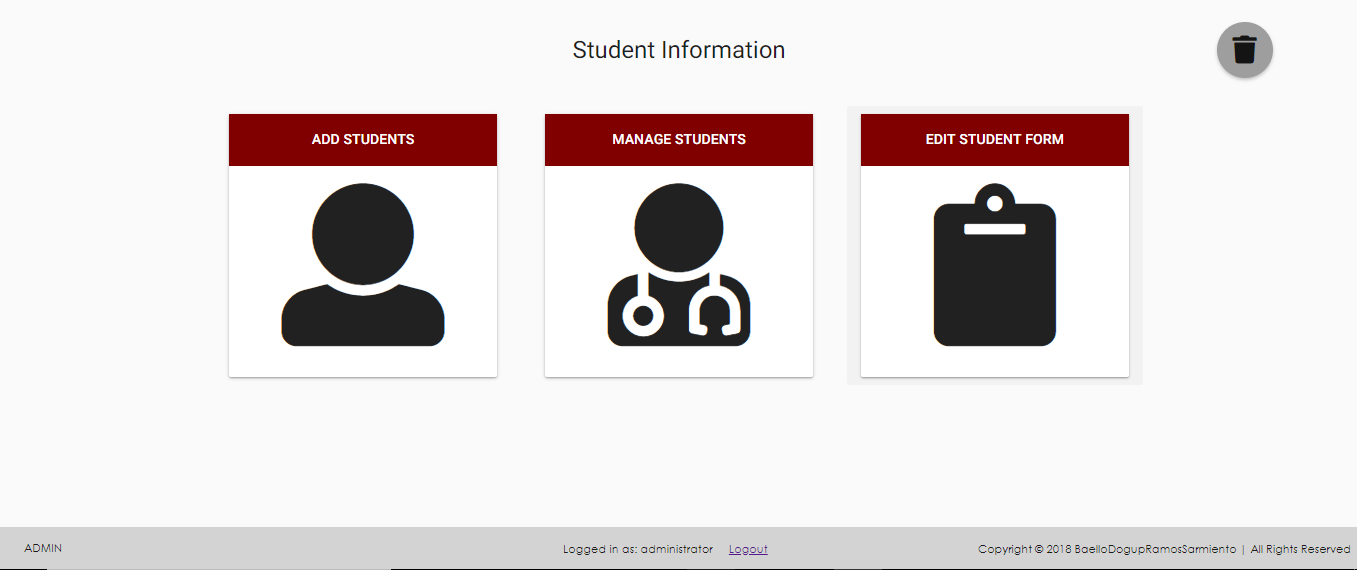 Student Information
ADD STUDENTS
MANAGE STUDENTS
EDIT STUDENT FORM
ADMIN
Logged in as: administrator Logout
Copyright © 2018 BaelloDogupRamosSarmiento | All Rights Reserved